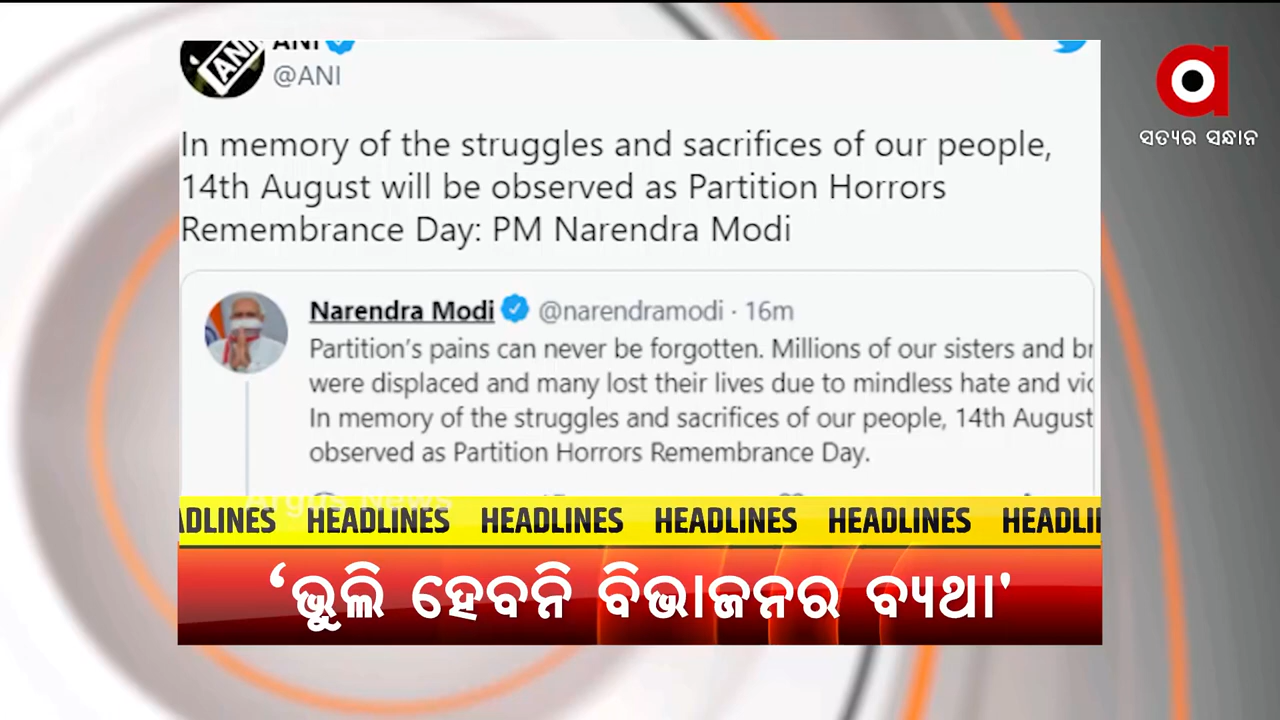 ANI
@ANI
ସତ୍ୟର ସନ୍ଧାନ
In memory of the struggles and sacrifices of our people,
14th August will be observed as Partition Horrors
Remembrance Day: PM Narendra Modi
Narendra Modi @narendramodi · 16m
Partition's pains can never be forgotten. Millions of our sisters and
were displaced and many lost their lives due to mindless hate and
In memory of the struggles and sacrifices of our people, 14th August
observed as Partition Horrors Remembrance Day.
Argus News
HEADLINES HEADLINES HEADLINES HEADLINES
‘ଭୁଲି ହେବନି ବିଭାଜନର ବ୍ୟଥା'